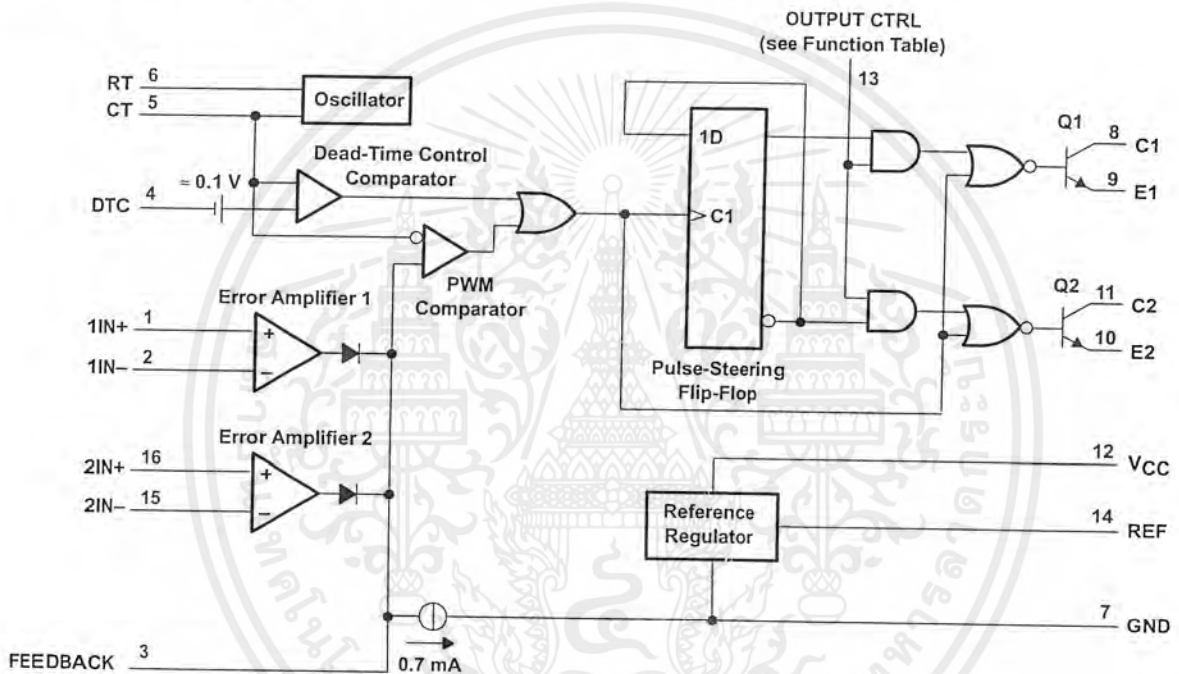 OUTPUT CTRL
(see Function Table)
13
RT 6
CT 5
Oscillator
Dead-Time Control
Comparator
≈ 0.1 V
DTC 4
PWM
Comparator
1D
C1
Pulse-Steering
Flip-Flop
Q1
8 C1
9 E1
Q2
11 C2
10 E2
Error Amplifier 1
1IN+ 1
+
1IN– 2
–
Error Amplifier 2
2IN+ 16
+
2IN– 15
–
12 VCC
Reference
Regulator
14 REF
7 GND
0.7 mA
FEEDBACK 3